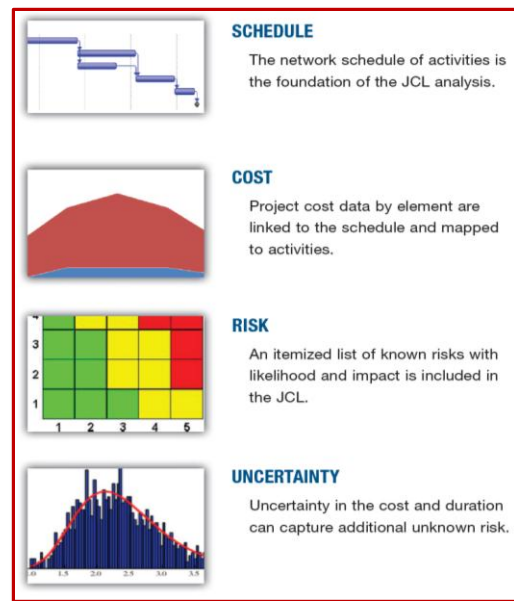 SCHEDULE
The network schedule of activities is
the foundation of the JCL analysis.
COST
Project cost data by element are
linked to the schedule and mapped
to activities.
RISK
An itemized list of known risks with
likelihood and impact is included in
the JCL.
3
2
1
1 2 3 4 5
UNCERTAINTY
Uncertainty in the cost and duration
can capture additional unknown risk.
1.0 1.5 2.0 2.5 3.0 3.5